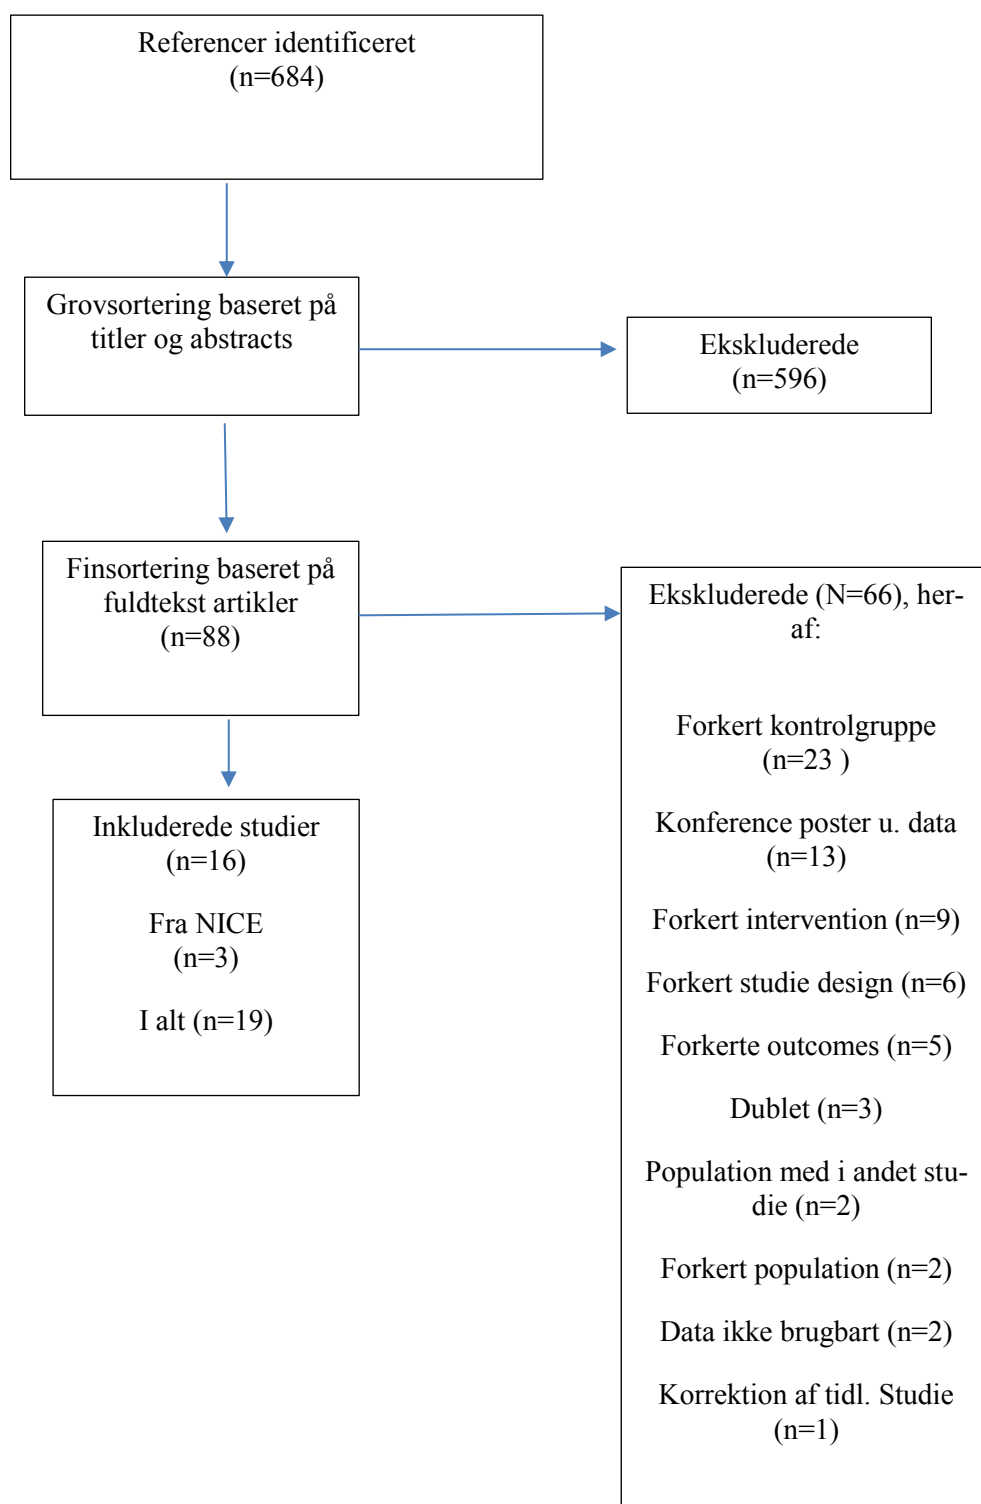 Referencer identificeret
(n=684)
Grovsortering baseret på
titler og abstracts
Ekskluderede
(n=596)
Finsortering baseret på
fuldtekst artikler
(n=88)
Ekskluderede (N=66), her-
af:
Forkert kontrolgruppe
(n=23 )
Konference poster u. data
(n=13)
Forkert intervention (n=9)
Forkert studie design (n=6)
Forkerte outcomes (n=5)
Dublet (n=3)
Population med i andet stu-
die (n=2)
Forkert population (n=2)
Data ikke brugbart (n=2)
Korrektion af tidl. Studie
(n=1)
Inkluderede studier
(n=16)
Fra NICE
(n=3)
I alt (n=19)